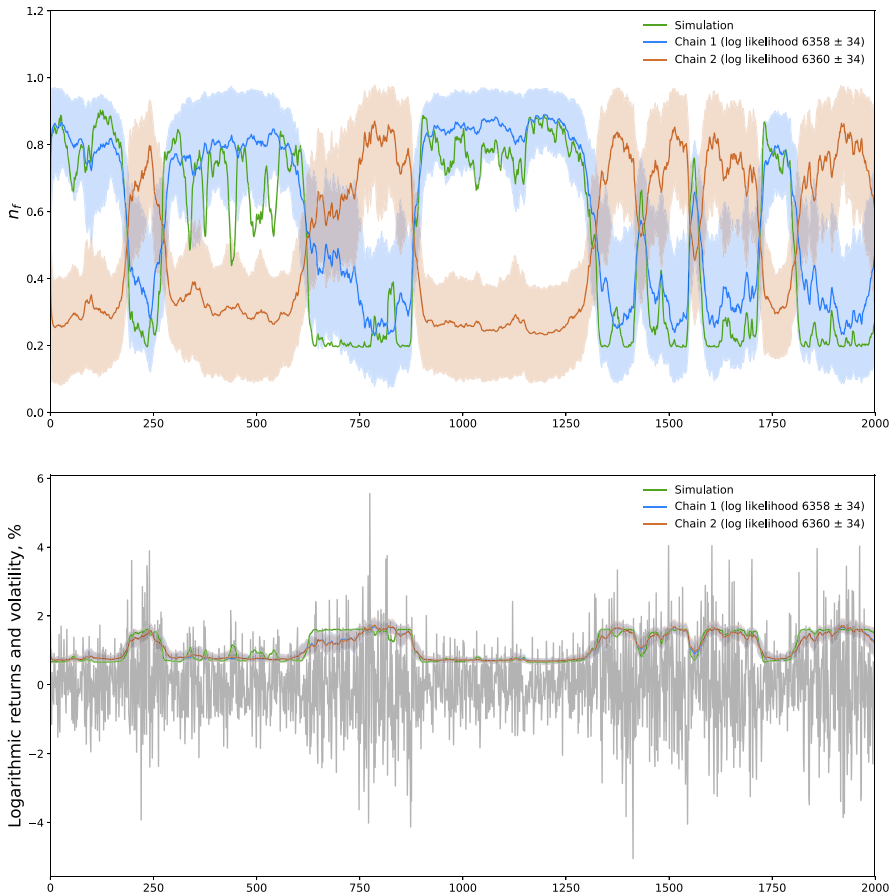 1.2
1.0
0.8
0.6
0.4
0.2
0.0
n_f
Simulation
Chain 1 (log likelihood 6358 ± 34)
Chain 2 (log likelihood 6360 ± 34)
0 250 500 750 1000 1250 1500 1750 2000
6
4
2
0
−2
−4
Logarithmic returns and volatility, %
Simulation
Chain 1 (log likelihood 6358 ± 34)
Chain 2 (log likelihood 6360 ± 34)
0 250 500 750 1000 1250 1500 1750 2000